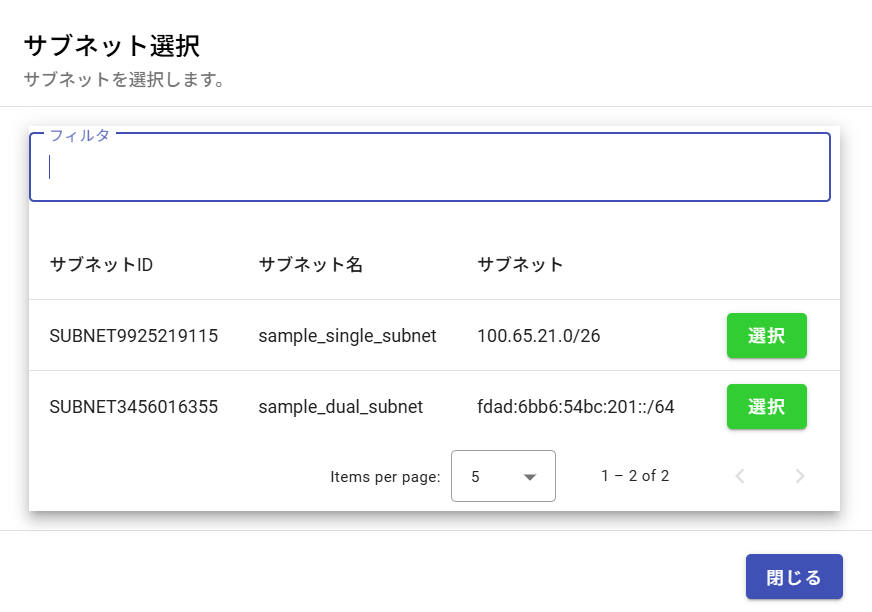 サブネット選択
サブネットを選択します。
フィルタ
サブネットID サブネット名 サブネット
SUBNET9925219115 sample_single_subnet 100.65.21.0/26 選択
SUBNET3456016355 sample_dual_subnet fdad:6bb6:54bc:201::/64 選択
Items per page: 5 1 – 2 of 2
閉じる